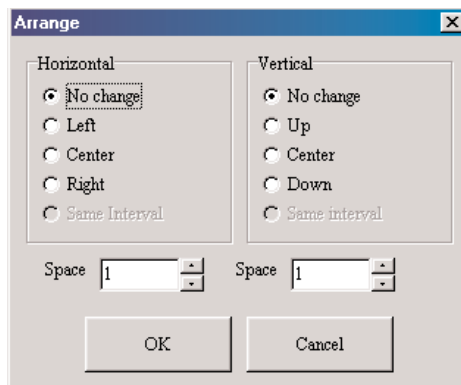 Arrange
Horizontal
No change
Left
Center
Right
Same Interval
Vertical
No change
Up
Center
Down
Same interval
Space 1
Space 1
OK
Cancel